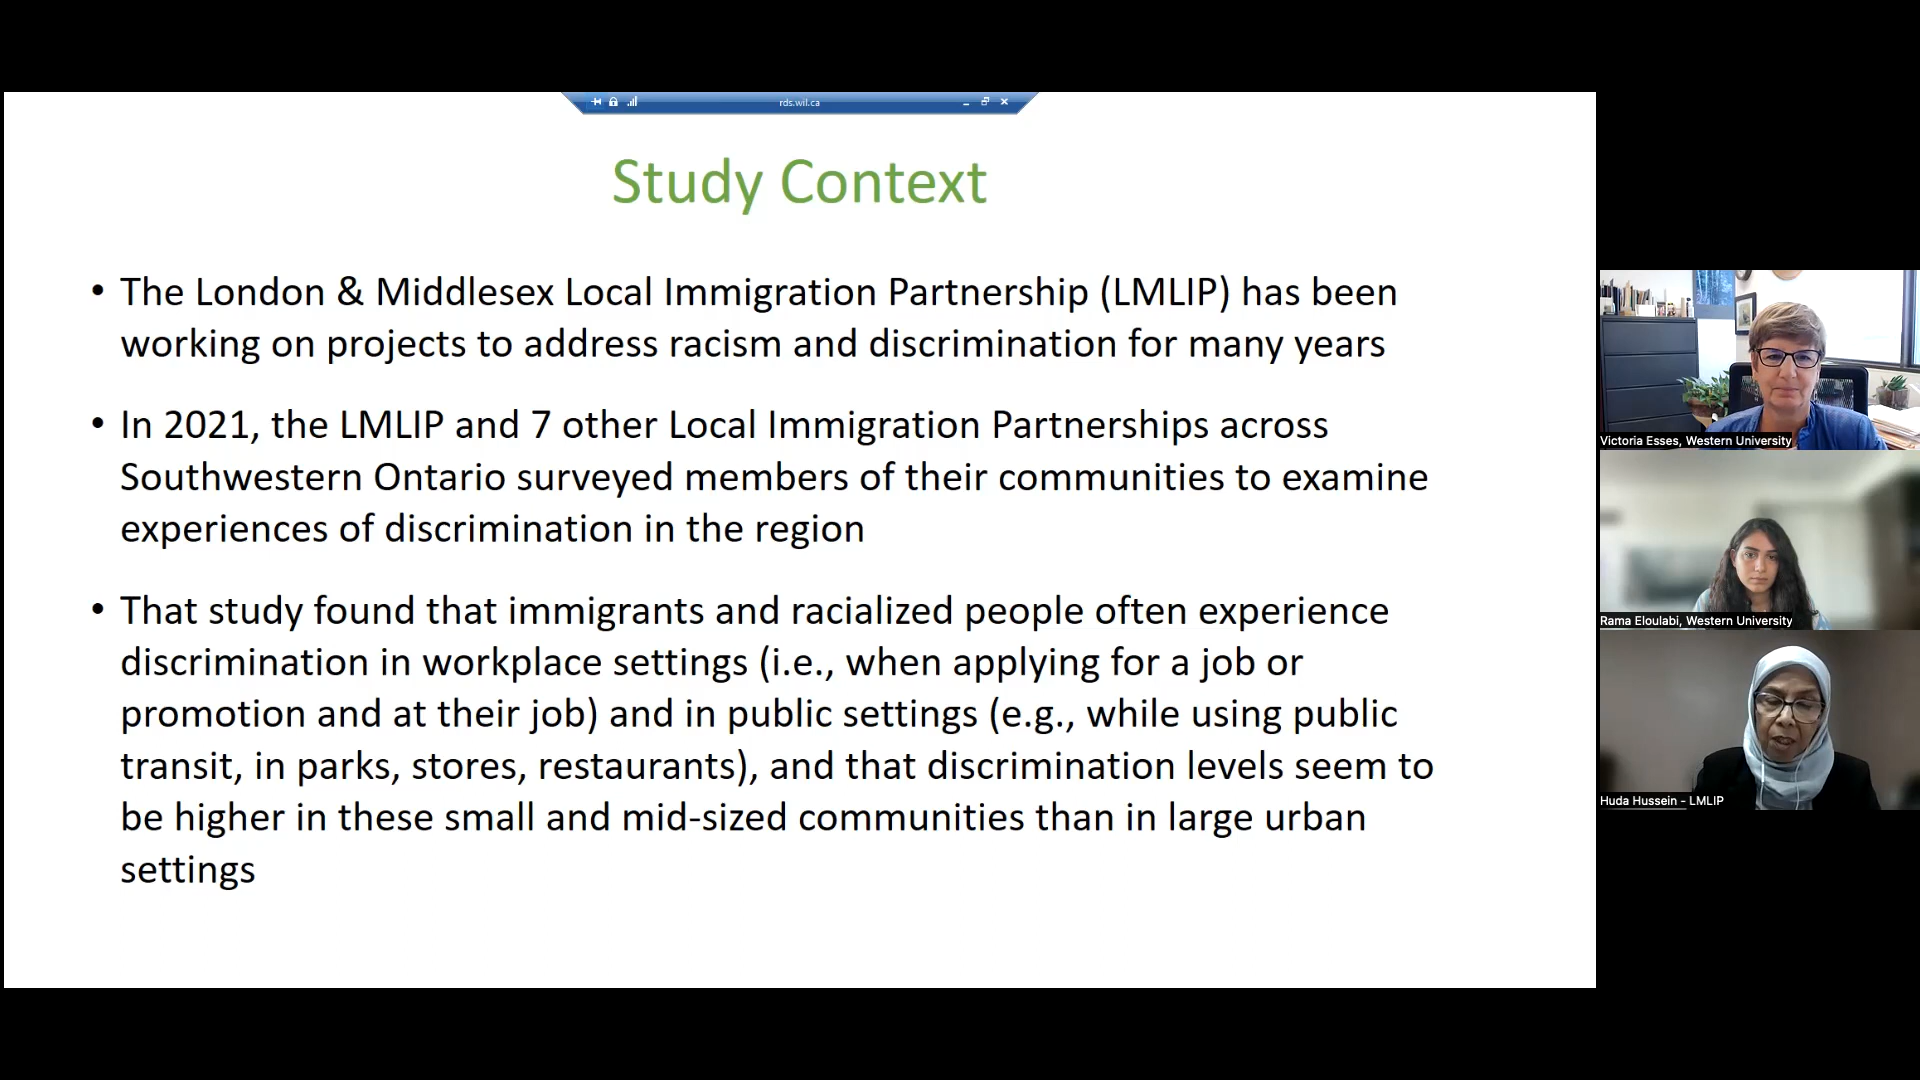 rds.wil.ca
Study Context
• The London & Middlesex Local Immigration Partnership (LMLIP) has been
working on projects to address racism and discrimination for many years
• In 2021, the LMLIP and 7 other Local Immigration Partnerships across
Southwestern Ontario surveyed members of their communities to examine
experiences of discrimination in the region
• That study found that immigrants and racialized people often experience
discrimination in workplace settings (i.e., when applying for a job or
promotion and at their job) and in public settings (e.g., while using public
transit, in parks, stores, restaurants), and that discrimination levels seem to
be higher in these small and mid-sized communities than in large urban
settings
Victoria Esses, Western University
Rama Eloulabi, Western University
Huda Hussein - LMLIP